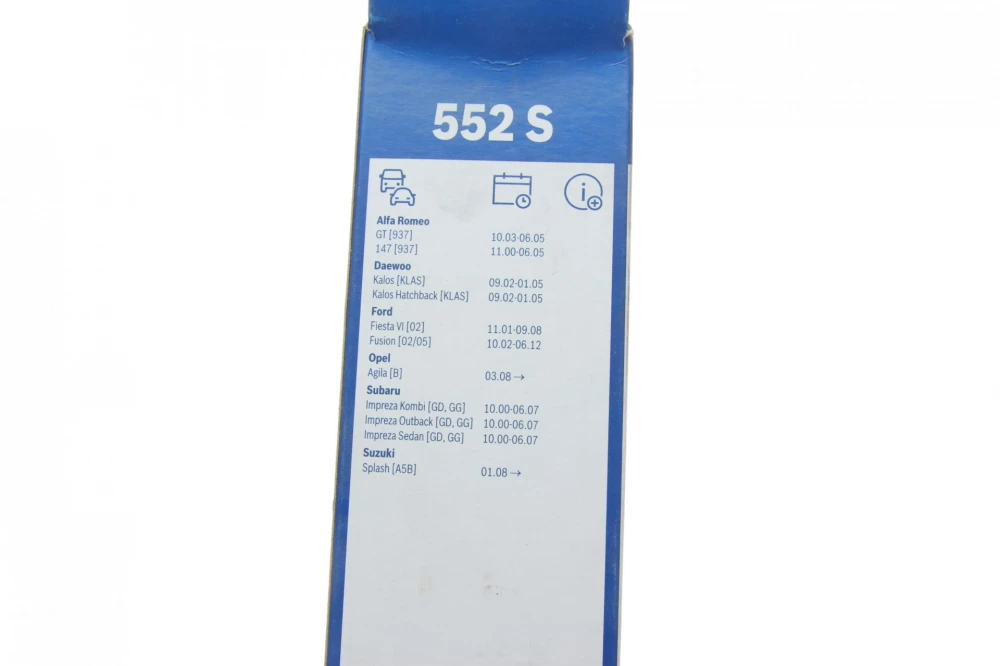 552 S
Alfa Romeo
GT [937] 10.03-06.05
147 [937] 11.00-06.05
Daewoo
Kalos [KLAS] 09.02-01.05
Kalos Hatchback [KLAS] 09.02-01.05
Ford
Fiesta VI [02] 11.01-09.08
Fusion [02/05] 10.02-06.12
Opel
Agila [B] 03.08→
Subaru
Impreza Kombi [GD, GG] 10.00-06.07
Impreza Outback [GD, GG] 10.00-06.07
Impreza Sedan [GD, GG] 10.00-06.07
Suzuki
Splash [A5B] 01.08→